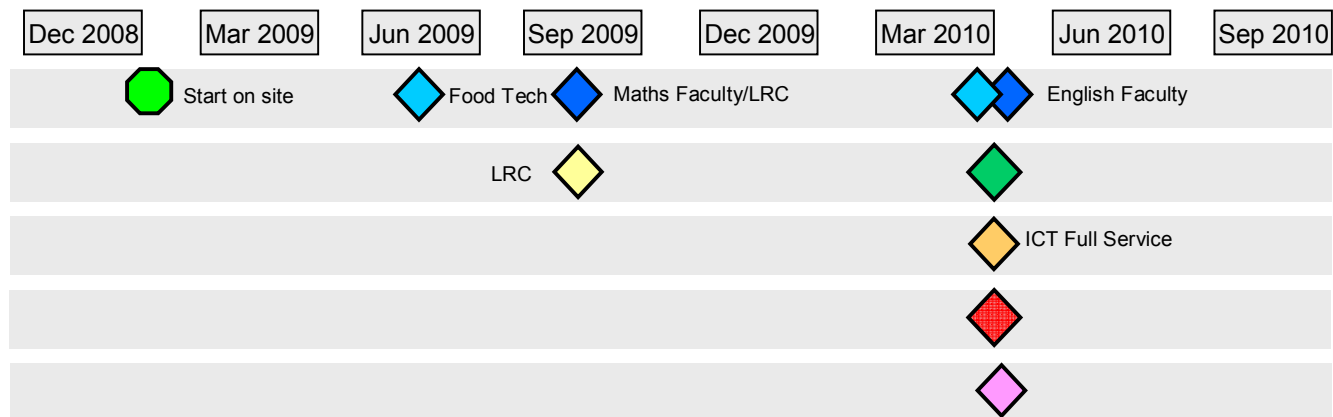 Dec 2008 Mar 2009 Jun 2009 Sep 2009 Dec 2009 Mar 2010 Jun 2010 Sep 2010
Start on site Food Tech Maths Faculty/LRC English Faculty
LRC
ICT Full Service